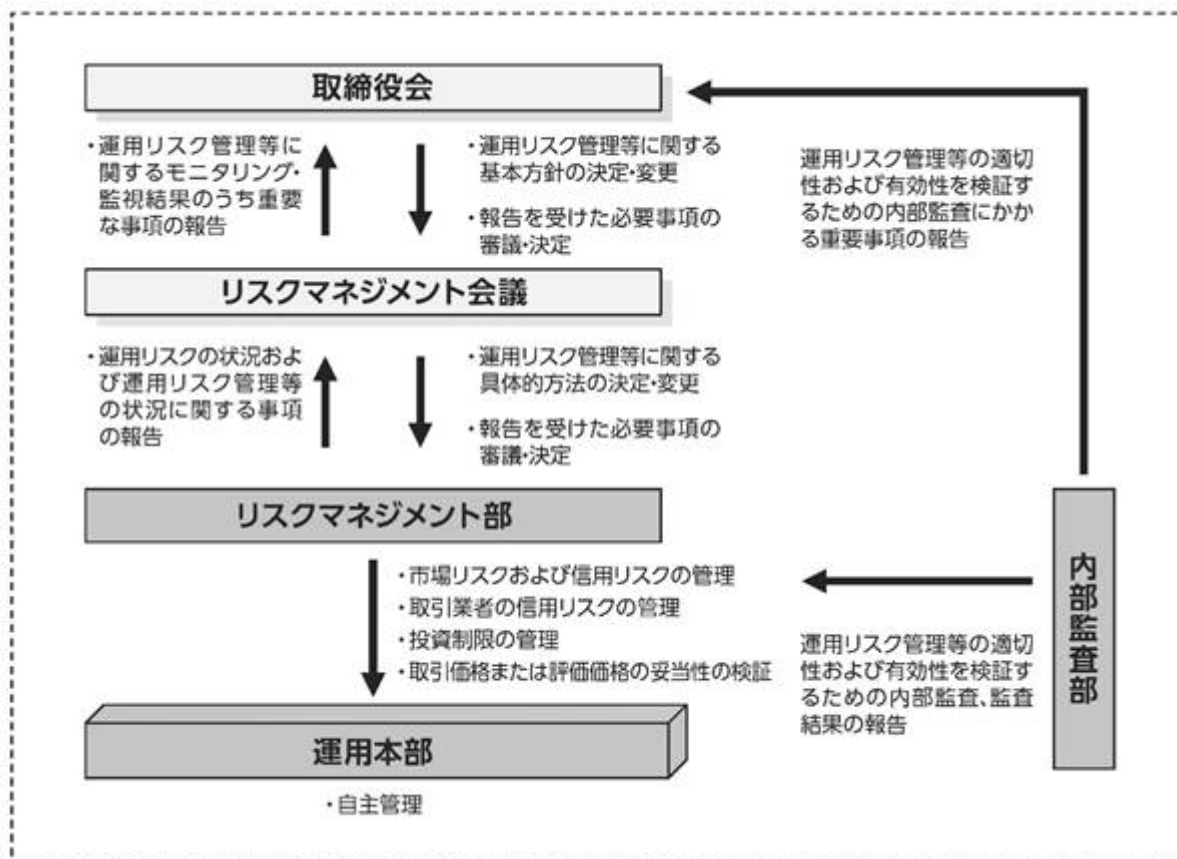 取締役会
・運用リスク管理等に
関するモニタリング・
監視結果のうち重要
な事項の報告
・運用リスク管理等に関する
基本方針の決定・変更
・報告を受けた必要事項の
審議・決定
運用リスク管理等の適切
性および有効性を検証す
るための内部監査にかか
る重要事項の報告
リスクマネジメント会議
・運用リスクの状況およ
び運用リスク管理等
の状況に関する事項
の報告
・運用リスク管理等に関する
具体的方法の決定・変更
・報告を受けた必要事項の
審議・決定
リスクマネジメント部
・市場リスクおよび信用リスクの管理
・取引業者の信用リスクの管理
・投資制限の管理
・取引価格または評価価格の妥当性の検証
運用リスク管理等の適切
性および有効性を検証す
るための内部監査、監査
結果の報告
内部監査部
運用本部
・自主管理